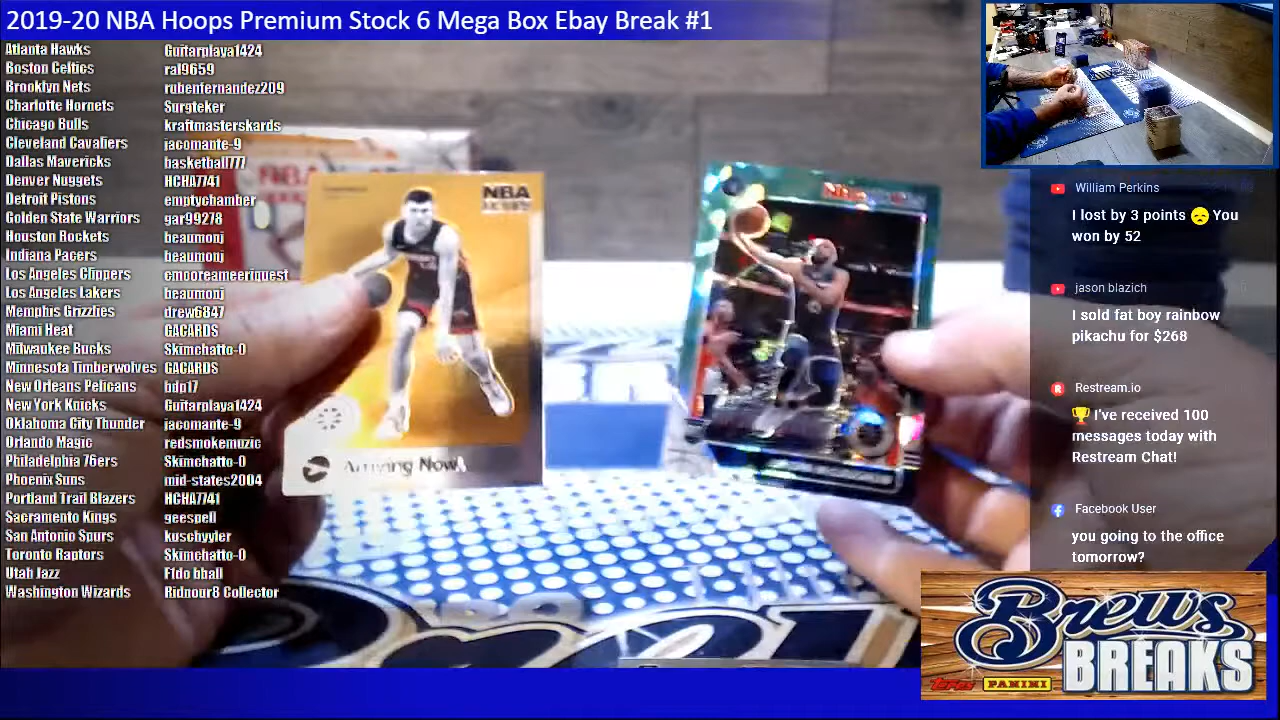 2019-20 NBA Hoops Premium Stock 6 Mega Box Ebay Break #1
Atlanta Hawks Guitarplaya1424
Boston Celtics ral9659
Brooklyn Nets rubenfernandez209
Charlotte Hornets Surgteker
Chicago Bulls kraftmasterskards
Cleveland Cavaliers jacomante-9
Dallas Mavericks basketball777
Denver Nuggets HCHA7741
Detroit Pistons emptychamber
Golden State Warriors gar99278
Houston Rockets beaumonj
Indiana Pacers beaumonj
Los Angeles Clippers cmooreameeriquest
Los Angeles Lakers beaumonj
Memphis Grizzlies drew6847
Miami Heat GACARDS
Milwaukee Bucks Skimchatto-0
Minnesota Timberwolves GACARDS
New Orleans Pelicans bdp17
New York Knicks Guitarplaya1424
Oklahoma City Thunder jacomante-9
Orlando Magic redsmokemuzic
Philadelphia 76ers Skimchatto-0
Phoenix Suns mid-states2004
Portland Trail Blazers HCHA7741
Sacramento Kings geespell
San Antonio Spurs kuschyyler
Toronto Raptors Skimchatto-0
Utah Jazz Fido bhall
Washington Wizards Ridnour8 Collector
NBA
NBA
HOOPS
Arriving Now!
William Perkins
I lost by 3 points 😞 You
won by 52
jason blazich
I sold fat boy rainbow
pikachu for $268
Restream.io
🏆 I've received 100
messages today with
Restream Chat!
Facebook User
you going to the office
tomorrow?
Brews
BREAKS
Topps PANINI